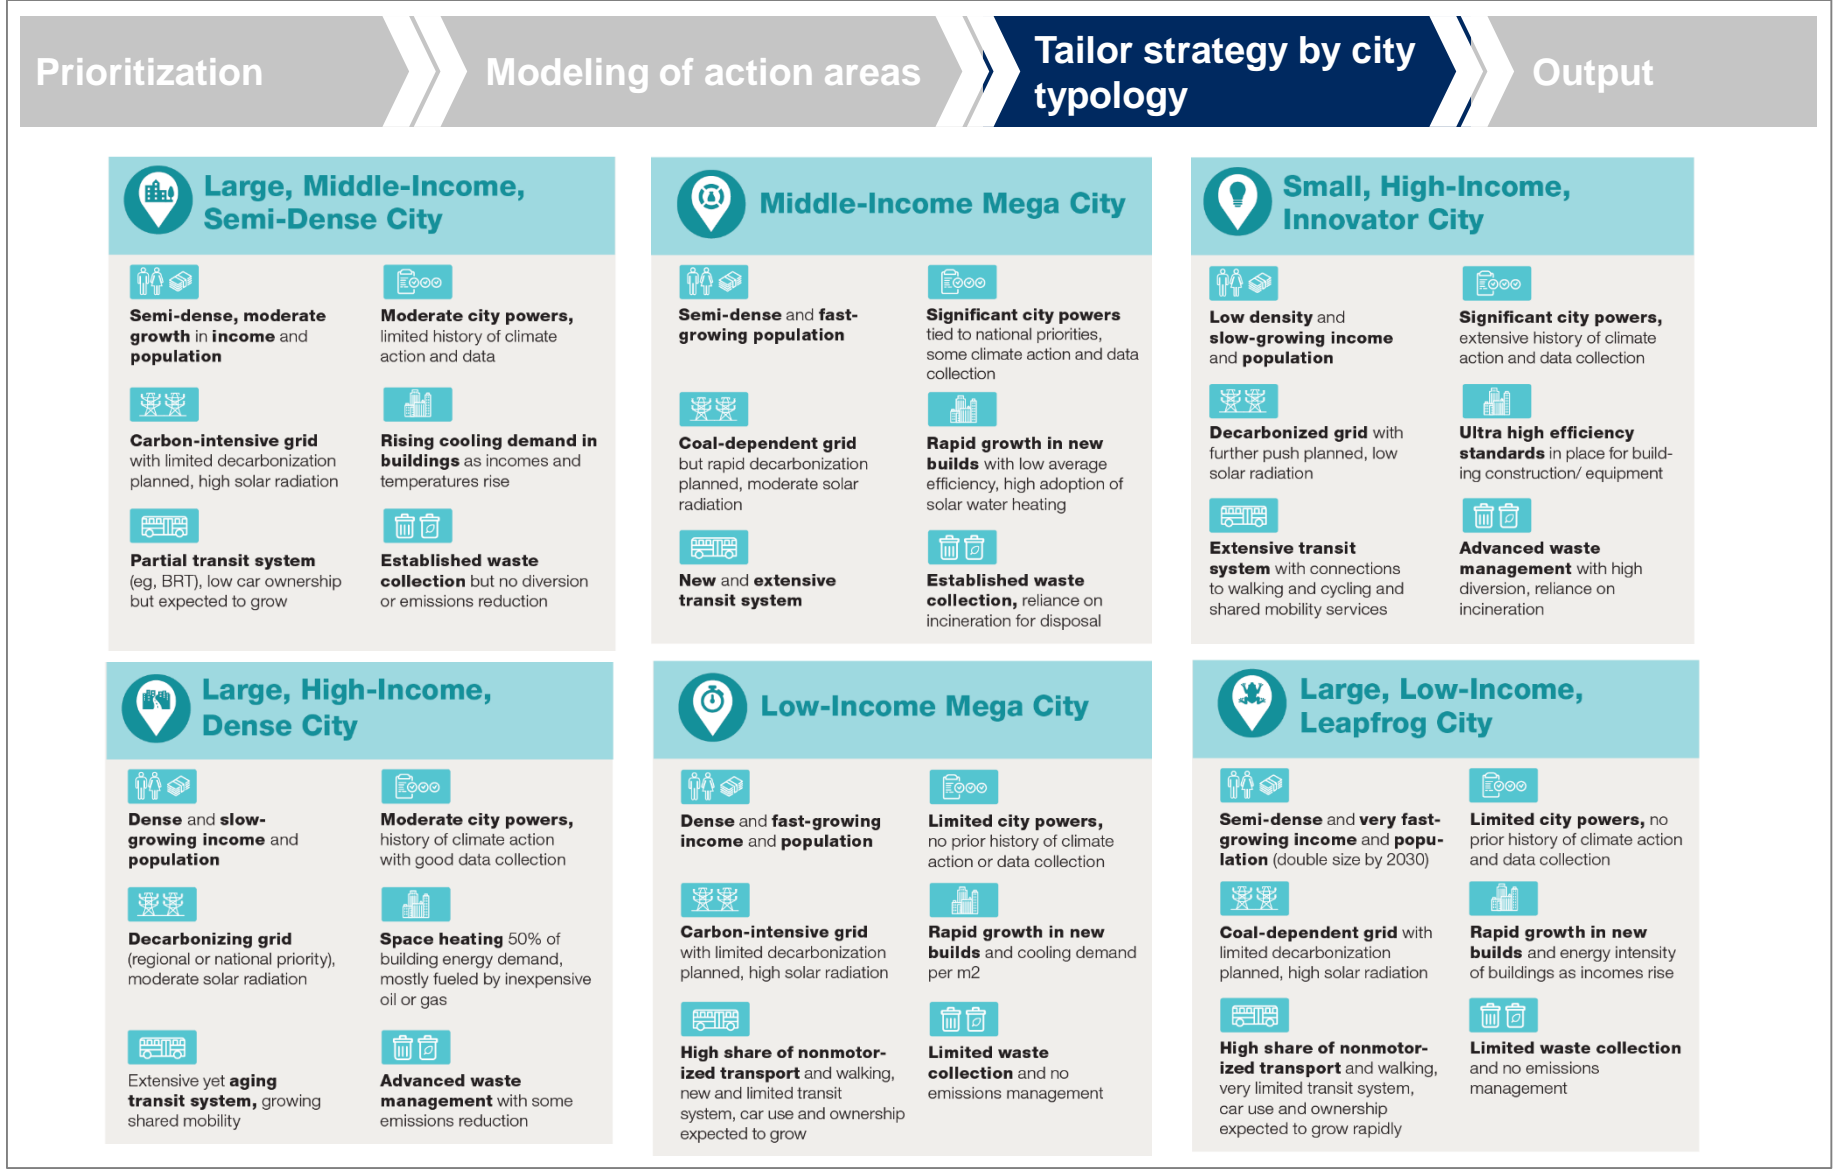 Prioritization
Modeling of action areas
Tailor strategy by city
typology
Output
Large, Middle-Income,
Semi-Dense City
Semi-dense, moderate
growth in income and
population
Moderate city powers,
limited history of climate
action and data
Carbon-intensive grid
with limited decarbonization
planned, high solar radiation
Rising cooling demand in
buildings as incomes and
temperatures rise
Partial transit system
(eg, BRT), low car ownership
but expected to grow
Established waste
collection but no diversion
or emissions reduction
Middle-Income Mega City
Semi-dense and fast-
growing population
Significant city powers
tied to national priorities,
some climate action and data
collection
Coal-dependent grid
but rapid decarbonization
planned, moderate solar
radiation
Rapid growth in new
builds with low average
efficiency, high adoption of
solar water heating
New and extensive
transit system
Established waste
collection, reliance on
incineration for disposal
Small, High-Income,
Innovator City
Low density and
slow-growing income
and population
Significant city powers,
extensive history of climate
action and data collection
Decarbonized grid with
further push planned, low
solar radiation
Ultra high efficiency
standards in place for build-
ing construction/ equipment
Extensive transit
system with connections
to walking and cycling and
shared mobility services
Advanced waste
management with high
diversion, reliance on
incineration
Large, High-Income,
Dense City
Dense and slow-
growing income and
population
Moderate city powers,
history of climate action
with good data collection
Decarbonizing grid
(regional or national priority),
moderate solar radiation
Space heating 50% of
building energy demand,
mostly fueled by inexpensive
oil or gas
Extensive yet aging
transit system, growing
shared mobility
Advanced waste
management with some
emissions reduction
Low-Income Mega City
Dense and fast-growing
income and population
Limited city powers,
no prior history of climate
action or data collection
Carbon-intensive grid
with limited decarbonization
planned, high solar radiation
Rapid growth in new
builds and cooling demand
per m2
High share of nonmotor-
ized transport and walking,
new and limited transit
system, car use and ownership
expected to grow
Limited waste
collection and no
emissions management
Large, Low-Income,
Leapfrog City
Semi-dense and very fast-
growing income and popu-
lation (double size by 2030)
Limited city powers, no
prior history of climate action
and data collection
Coal-dependent grid with
limited decarbonization
planned, high solar radiation
Rapid growth in new
builds and energy intensity
of buildings as incomes rise
High share of nonmotor-
ized transport and walking,
very limited transit system,
car use and ownership
expected to grow rapidly
Limited waste collection
and no emissions
management